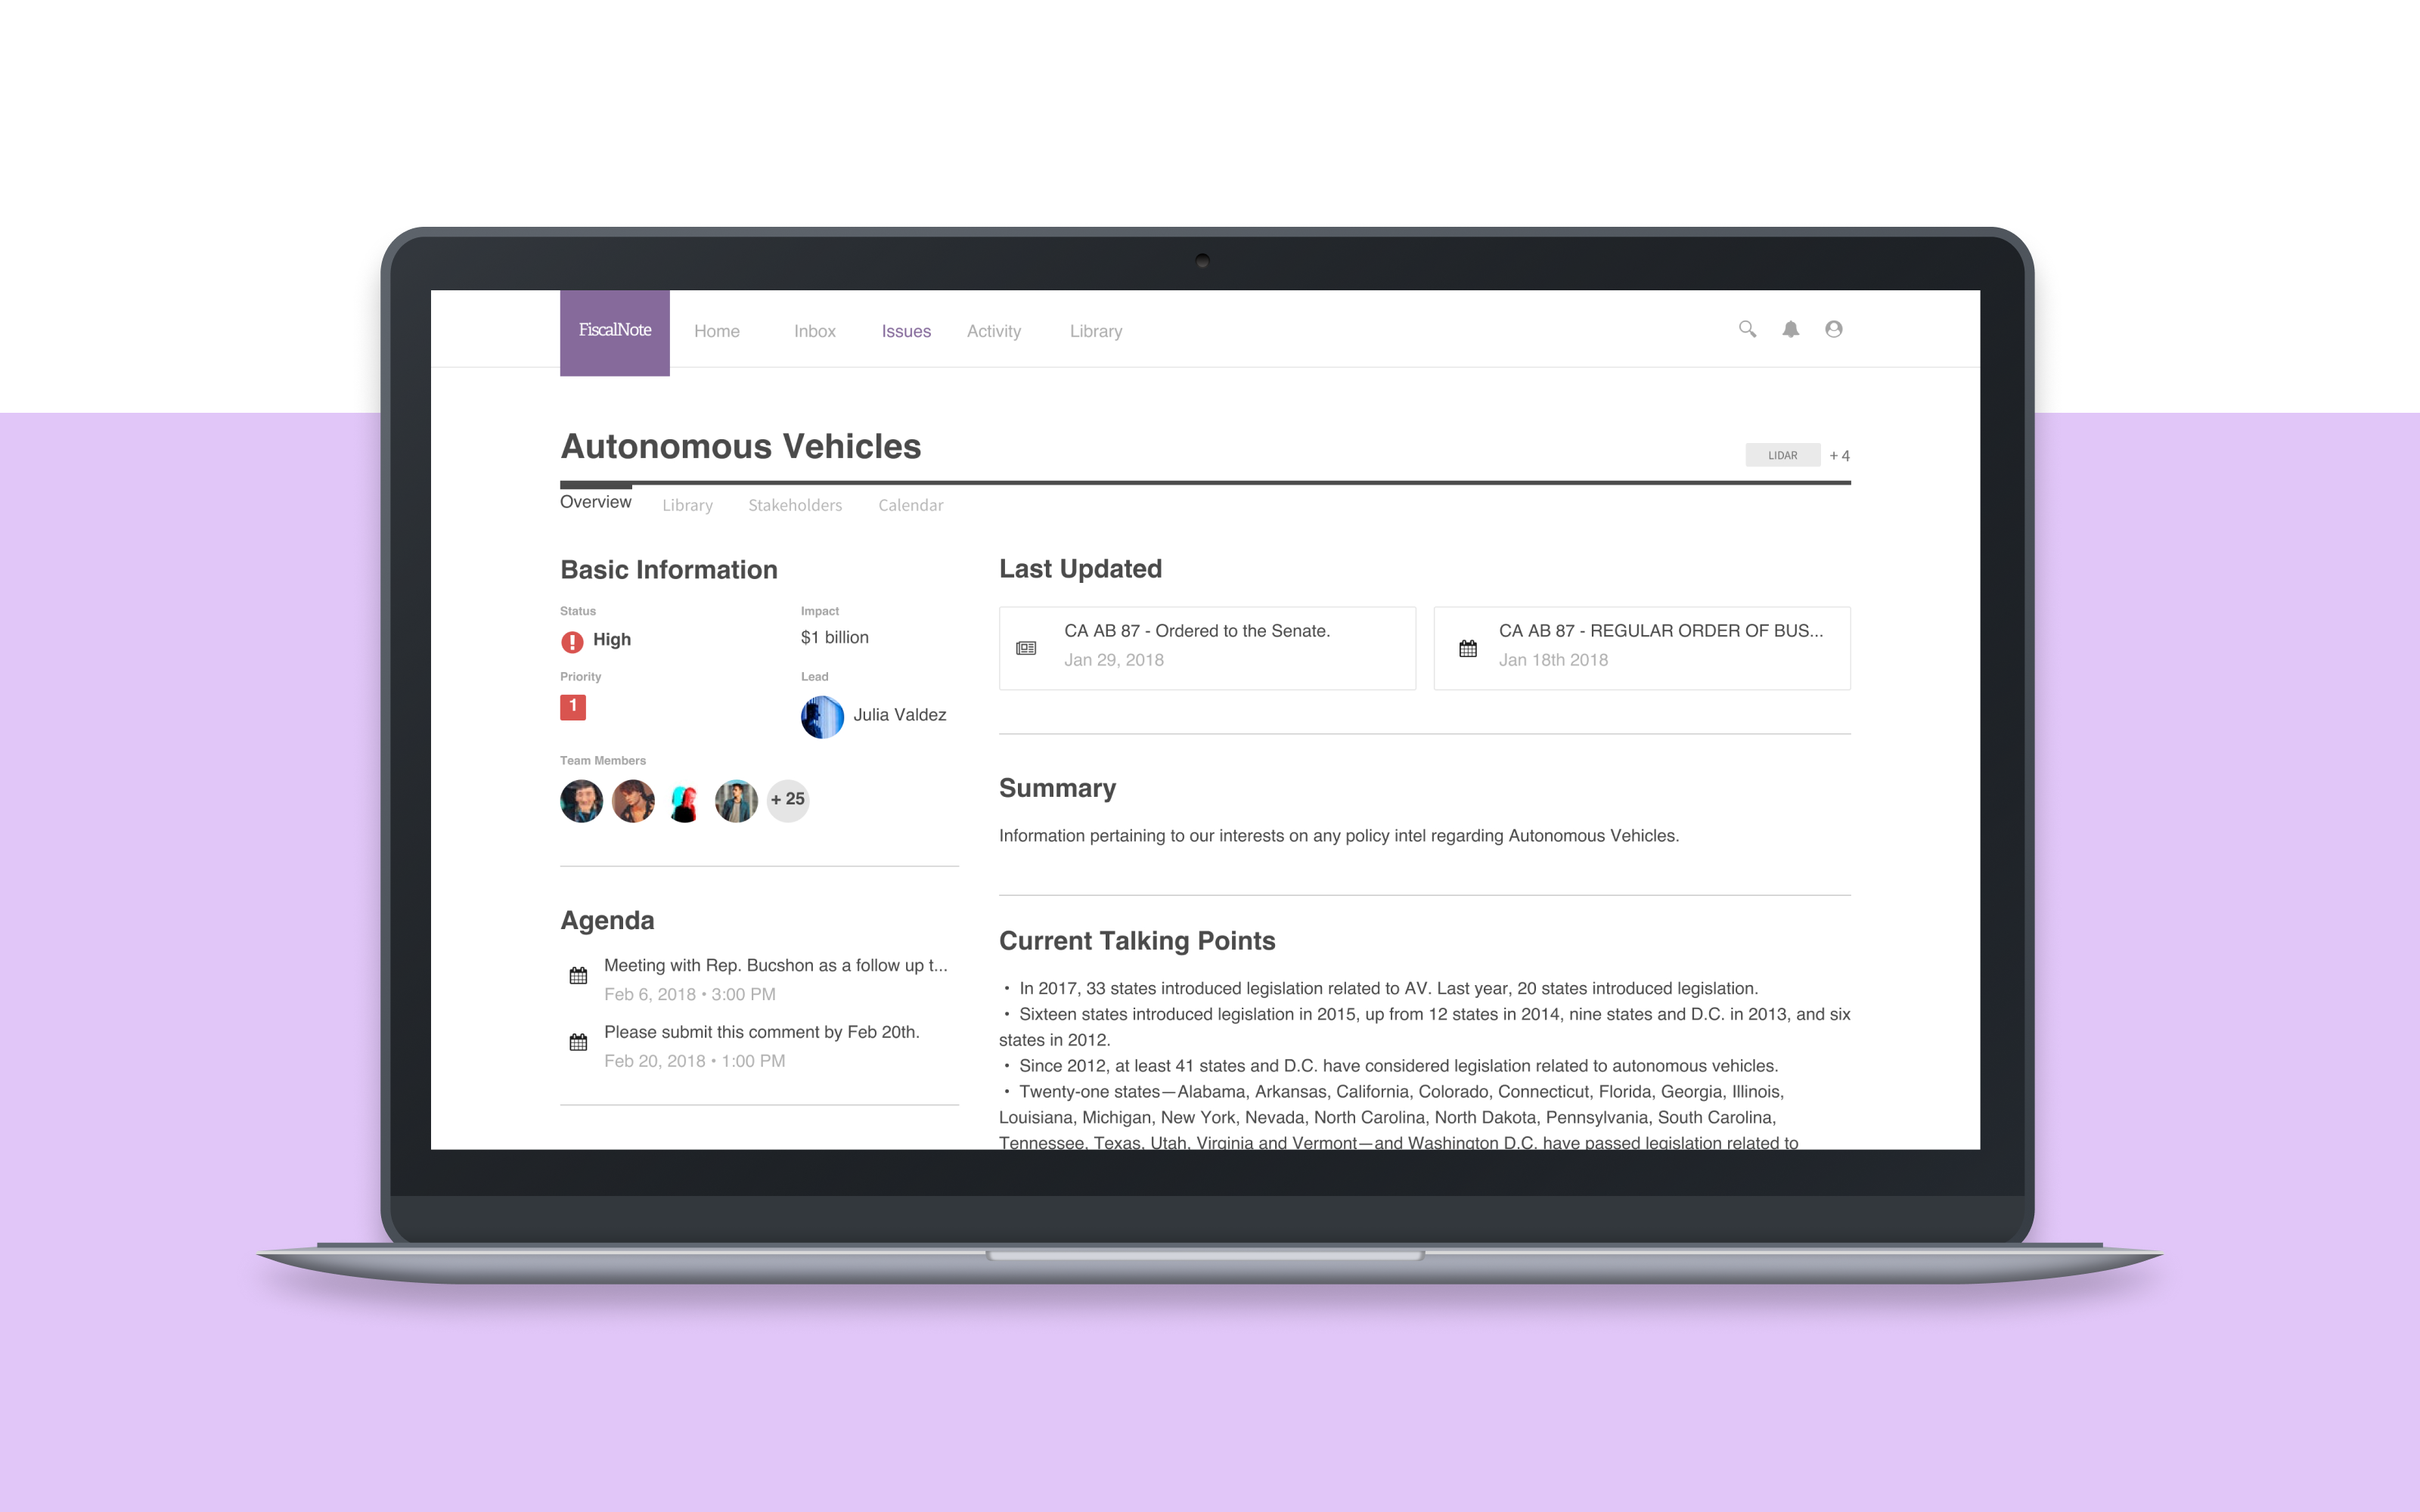 FiscalNote
Home
Inbox
Issues
Activity
Library
Autonomous Vehicles
LIDAR
+ 4
Overview
Library
Stakeholders
Calendar
Basic Information
Status
High
Impact
$1 billion
Priority
1
Lead
Julia Valdez
Team Members
+ 25
Agenda
Meeting with Rep. Bucshon as a follow up t...
Feb 6, 2018 • 3:00 PM
Please submit this comment by Feb 20th.
Feb 20, 2018 • 1:00 PM
Last Updated
CA AB 87 - Ordered to the Senate.
Jan 29, 2018
CA AB 87 - REGULAR ORDER OF BUS...
Jan 18th 2018
Summary
Information pertaining to our interests on any policy intel regarding Autonomous Vehicles.
Current Talking Points
• In 2017, 33 states introduced legislation related to AV. Last year, 20 states introduced legislation.
• Sixteen states introduced legislation in 2015, up from 12 states in 2014, nine states and D.C. in 2013, and six
states in 2012.
• Since 2012, at least 41 states and D.C. have considered legislation related to autonomous vehicles.
• Twenty-one states—Alabama, Arkansas, California, Colorado, Connecticut, Florida, Georgia, Illinois,
Louisiana, Michigan, New York, Nevada, North Carolina, North Dakota, Pennsylvania, South Carolina,
Tennessee, Texas, Utah, Virginia and Vermont—and Washington D.C. have passed legislation related to